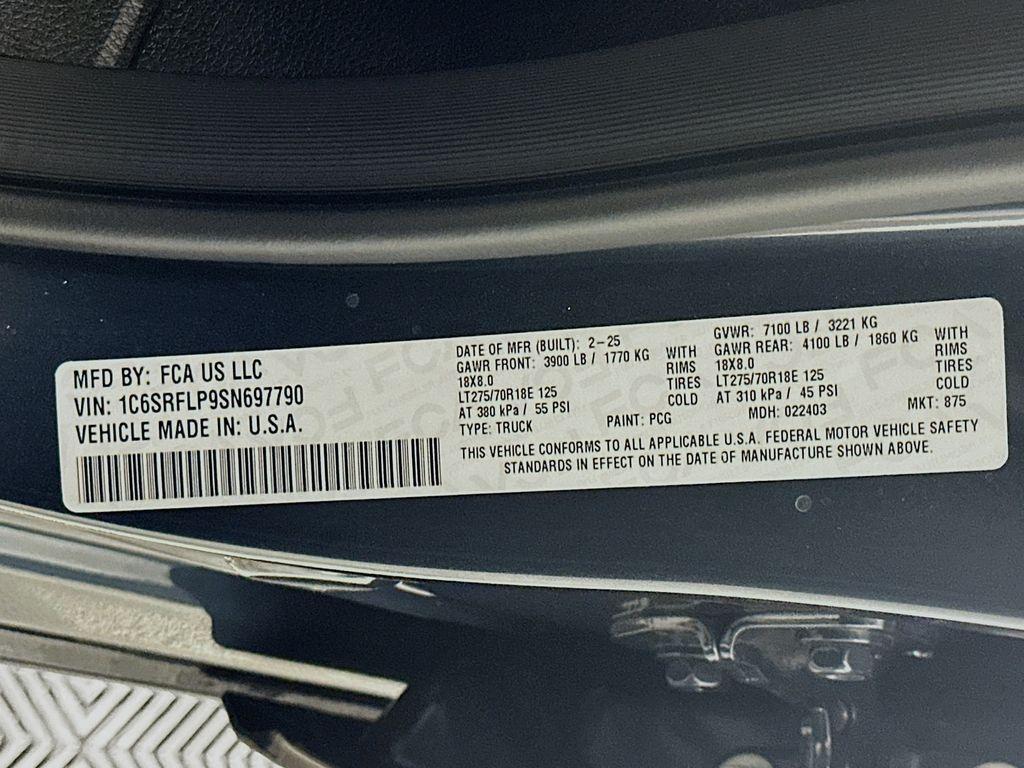 MFD BY: FCA US LLC
VIN: 1C6SRFLP9SN697790
VEHICLE MADE IN: U.S.A.
DATE OF MFR (BUILT): 2-25
GAWR FRONT: 3900 LB / 1770 KG WITH
18X8.0 RIMS
LT275/70R18E 125 TIRES
AT 380 kPa / 55 PSI COLD
TYPE: TRUCK PAINT: PCG
GVWR: 7100 LB / 3221 KG
GAWR REAR: 4100 LB / 1860 KG WITH
18X8.0 RIMS
LT275/70R18E 125 TIRES
AT 310 kPa / 45 PSI COLD
MDH: 022403 MKT: 875
THIS VEHICLE CONFORMS TO ALL APPLICABLE U.S.A. FEDERAL MOTOR VEHICLE SAFETY
STANDARDS IN EFFECT ON THE DATE OF MANUFACTURE SHOWN ABOVE.